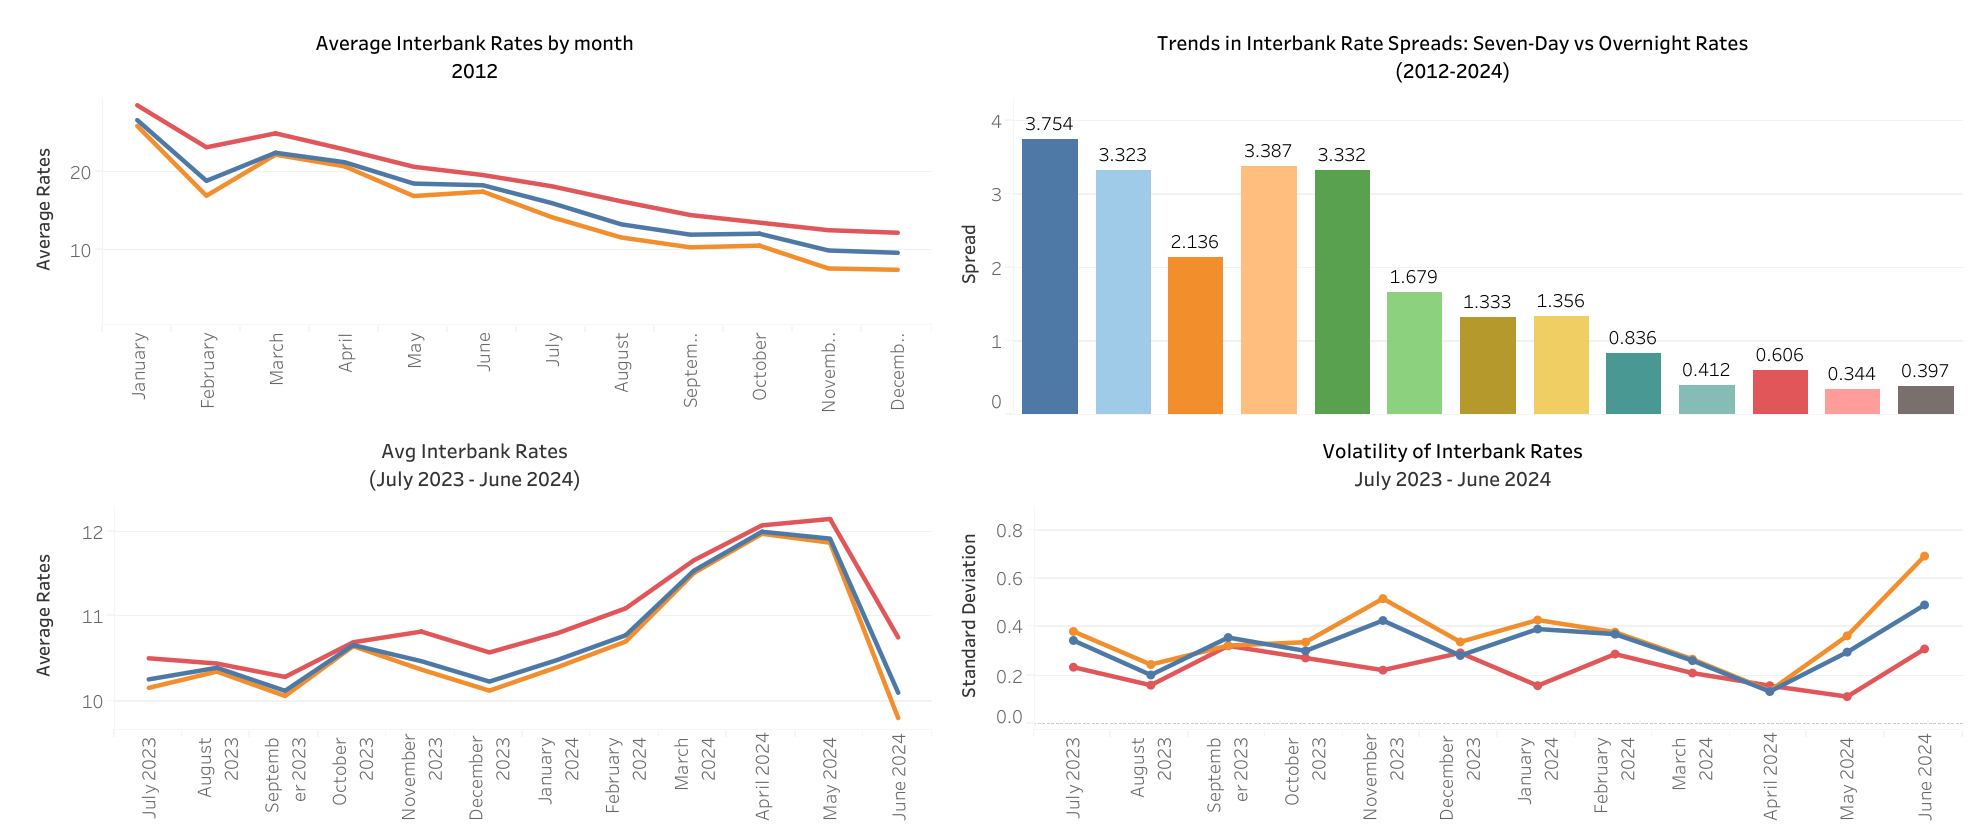 Average Interbank Rates by month
2012
Average Rates
20
10
January
February
March
April
May
June
July
August
Septem..
October
Novemb..
Decemb..
Trends in Interbank Rate Spreads: Seven-Day vs Overnight Rates
(2012-2024)
Spread
4
3
2
1
0
3.754
3.323
2.136
3.387
3.332
1.679
1.333
1.356
0.836
0.412
0.606
0.344
0.397
Avg Interbank Rates
(July 2023 - June 2024)
Average Rates
12
11
10
July 2023
August
2023
Septemb
er 2023
October
2023
November
2023
December
2023
January
2024
February
2024
March
2024
April 2024
May 2024
June 2024
Volatility of Interbank Rates
July 2023 - June 2024
Standard Deviation
0.8
0.6
0.4
0.2
0.0
July 2023
August
2023
Septemb
er 2023
October
2023
November
2023
December
2023
January
2024
February
2024
March
2024
April 2024
May 2024
June 2024